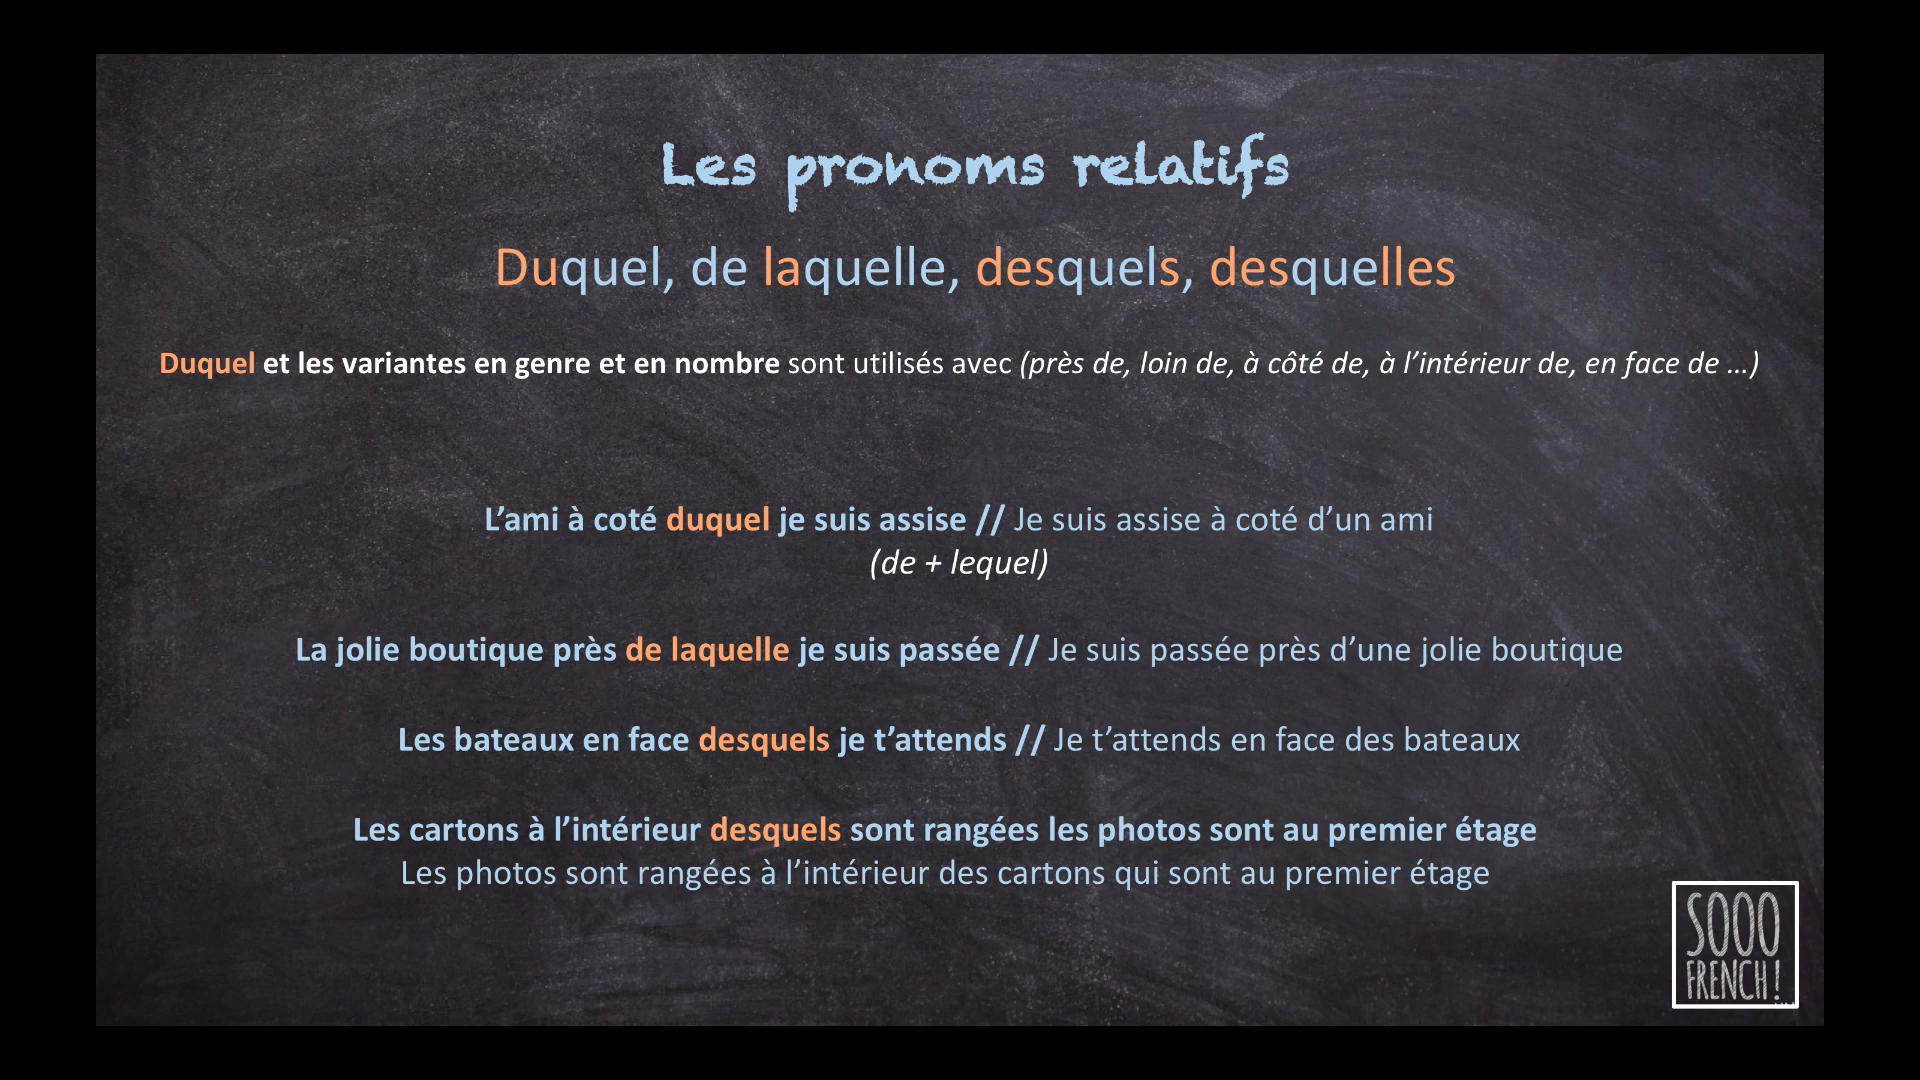 Les pronoms relatifs
Duquel, de laquelle, desquels, desquelles
Duquel et les variantes en genre et en nombre sont utilisés avec (près de, loin de, à côté de, à l’intérieur de, en face de …)
L’ami à coté duquel je suis assise // Je suis assise à coté d’un ami
(de + lequel)
La jolie boutique près de laquelle je suis passée // Je suis passée près d’une jolie boutique
Les bateaux en face desquels je t’attends // Je t’attends en face des bateaux
Les cartons à l’intérieur desquels sont rangées les photos sont au premier étage
Les photos sont rangées à l’intérieur des cartons qui sont au premier étage
SOOO
FRENCH!